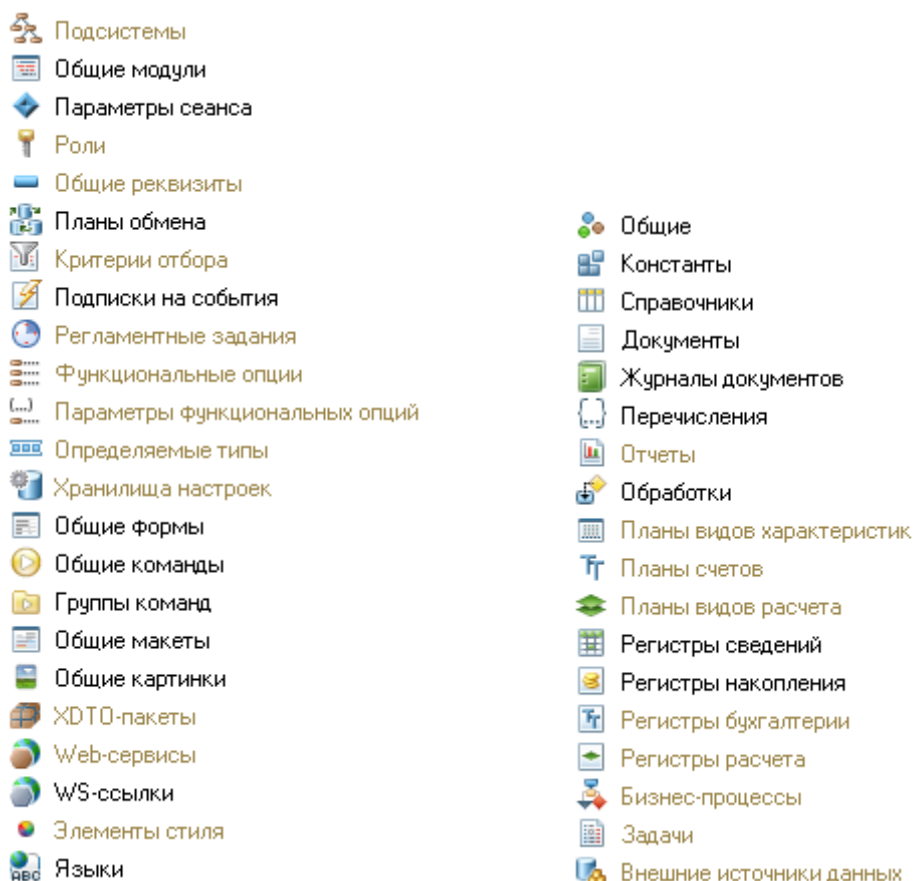 Подсистемы
Общие модули
Параметры сеанса
Роли
Общие реквизиты
Планы обмена
Критерии отбора
Подписки на события
Регламентные задания
Функциональные опции
Параметры функциональных опций
Определяемые типы
Хранилища настроек
Общие формы
Общие команды
Группы команд
Общие макеты
Общие картинки
XDTO-пакеты
Web-сервисы
WS-ссылки
Элементы стиля
Языки
Общие
Константы
Справочники
Документы
Журналы документов
Перечисления
Отчеты
Обработки
Планы видов характеристик
Планы счетов
Планы видов расчета
Регистры сведений
Регистры накопления
Регистры бухгалтерии
Регистры расчета
Бизнес-процессы
Задачи
Внешние источники данных